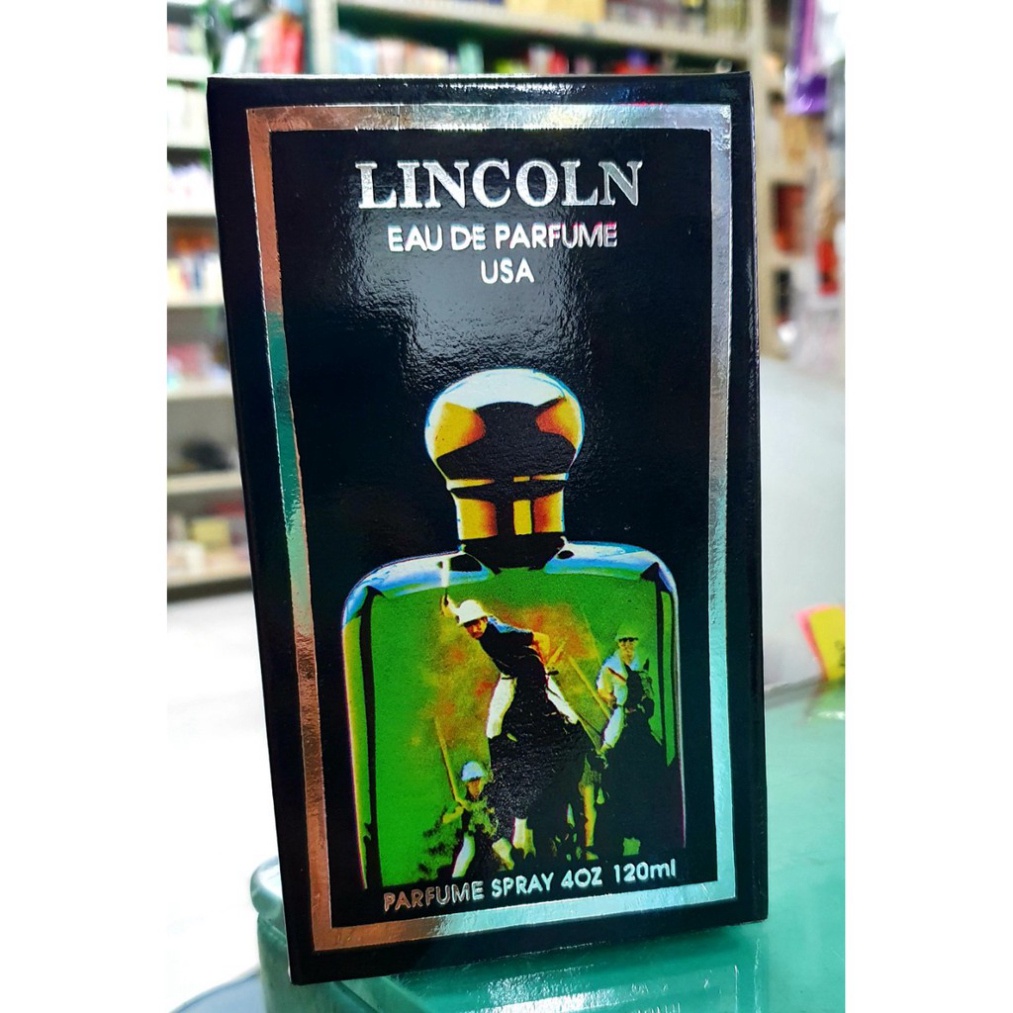 LINCOLN
EAU DE PARFUME
USA
PARFUME SPRAY 4OZ 120ml